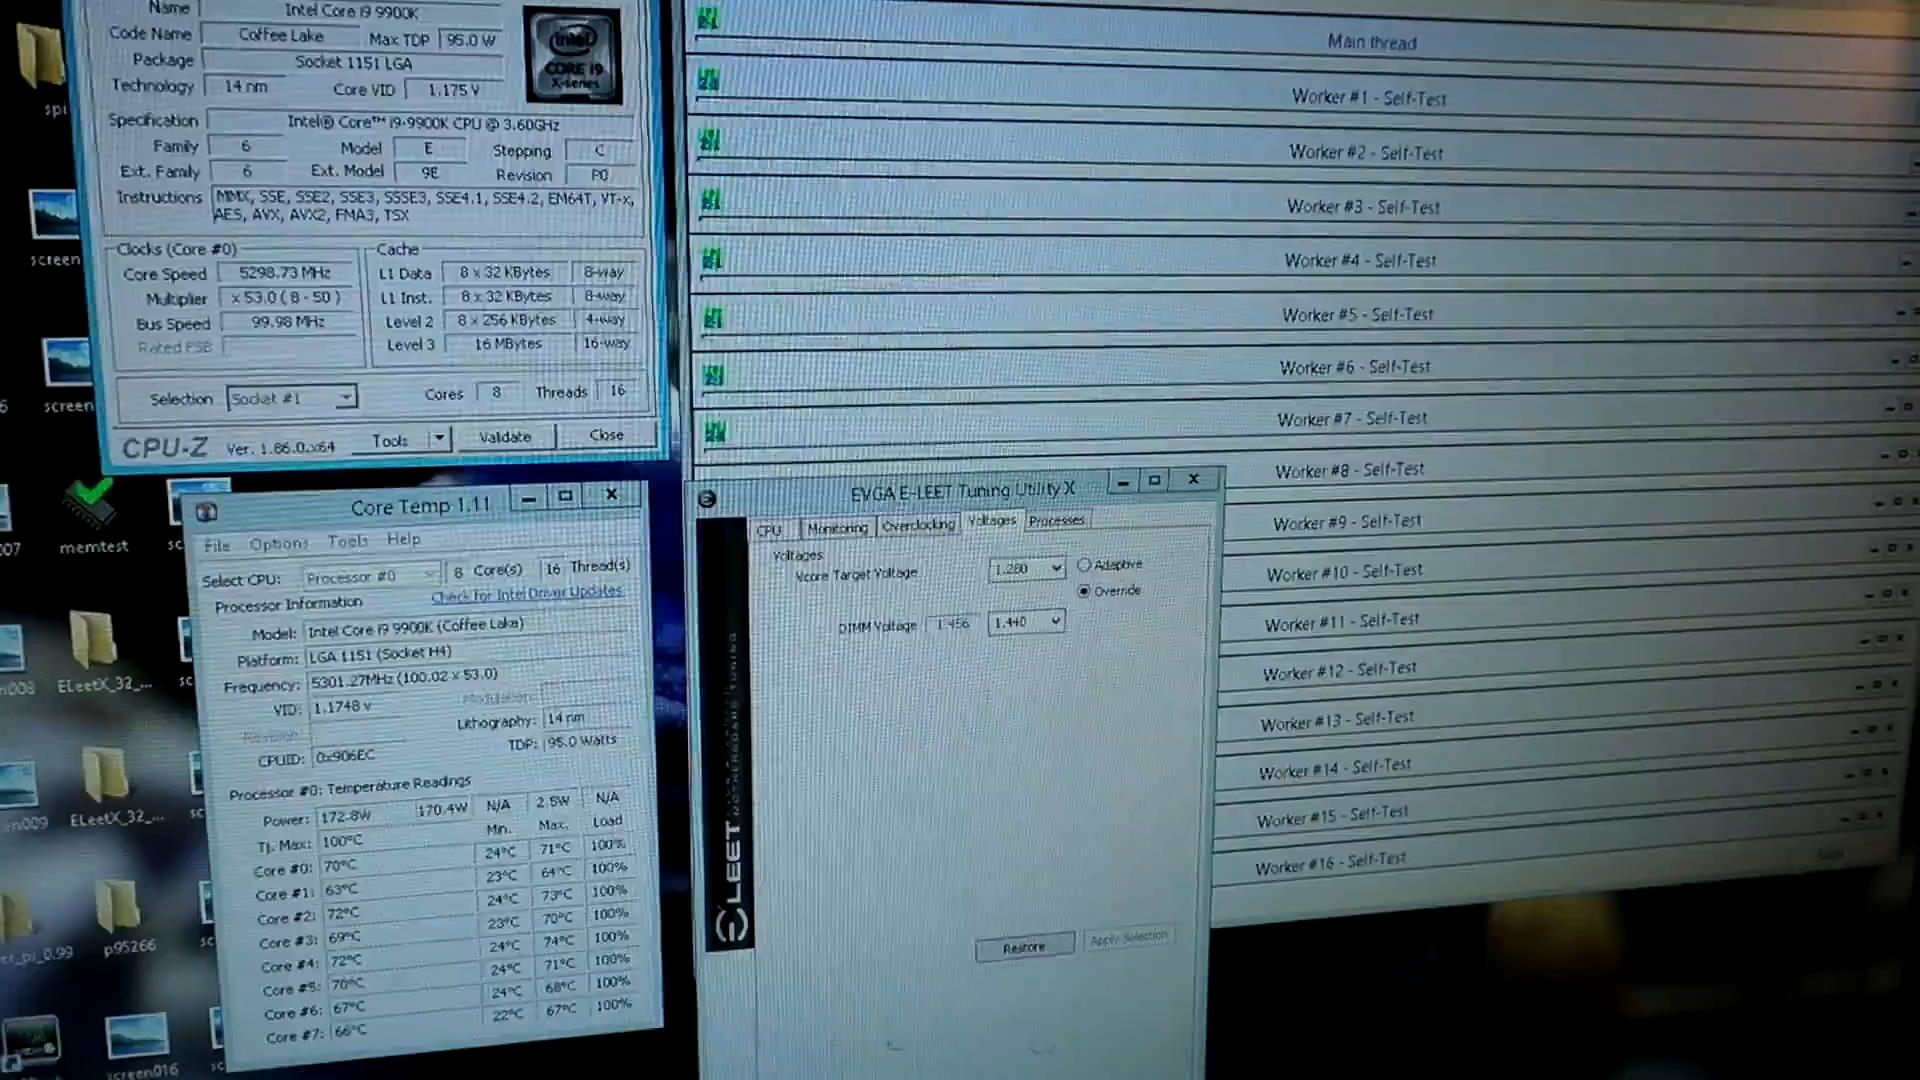 Name Intel Core i9 9900K
Code Name Coffee Lake Max TDP 95.0 W
Package Socket 1151 LGA
Technology 14 nm Core VID 1.175 V
intel
CORE i9
X-series
Specification Intel® Core™ i9-9900K CPU @ 3.60GHz
Family 6 Model E Stepping C
Ext. Family 6 Ext. Model 9E Revision P0
Instructions MMX, SSE, SSE2, SSE3, SSSE3, SSE4.1, SSE4.2, EM64T, VT-x,
AES, AVX, AVX2, FMA3, TSX
Clocks (Core #0) Cache
Core Speed 5298.73 MHz L1 Data 8 x 32 KBytes 8-way
Multiplier x 53.0 ( 8 - 50 ) L1 Inst. 8 x 32 KBytes 8-way
Bus Speed 99.98 MHz Level 2 8 x 256 KBytes 4-way
Rated FSB Level 3 16 MBytes 16-way
Selection Socket #1 Cores 8 Threads 16
CPU-Z Ver. 1.86.0.x64 Tools Validate Close
Main thread
Worker #1 - Self-Test
Worker #2 - Self-Test
Worker #3 - Self-Test
Worker #4 - Self-Test
Worker #5 - Self-Test
Worker #6 - Self-Test
Worker #7 - Self-Test
Worker #8 - Self-Test
Worker #9 - Self-Test
Worker #10 - Self-Test
Worker #11 - Self-Test
Worker #12 - Self-Test
Worker #13 - Self-Test
Worker #14 - Self-Test
Worker #15 - Self-Test
Worker #16 - Self-Test
Core Temp 1.11
File Options Tools Help
Select CPU: Processor #0 8 Core(s) 16 Thread(s)
Processor Information Check for Intel Driver Updates
Model: Intel Core i9 9900K (Coffee Lake)
Platform: LGA 1151 (Socket H4)
Frequency: 5301.27MHz (100.02 x 53.0)
VID: 1.1748 v Modulation:
Revision: Lithography: 14 nm
CPUID: 0x906EC TDP: 95.0 Watts
Processor #0: Temperature Readings
Power: 172.8W 170.4W N/A 2.5W N/A
Tj. Max: 100°C Min. Max. Load
Core #0: 70°C 24°C 71°C 100%
Core #1: 63°C 23°C 64°C 100%
Core #2: 72°C 24°C 73°C 100%
Core #3: 69°C 23°C 70°C 100%
Core #4: 72°C 24°C 74°C 100%
Core #5: 70°C 24°C 71°C 100%
Core #6: 67°C 24°C 68°C 100%
Core #7: 66°C 22°C 67°C 100%
EVGA E-LEET Tuning Utility X
CPU Monitoring Overclocking Voltages Processes
Voltages
Vcore Target Voltage 1.280 Adaptive
Override
DIMM Voltage 1.456 1.440
Restore Apply Selection
ELEET
MOTHERBOARD TUNING
spi
screen
screen
memtest
ELeetX_32_...
ELeetX_32_...
p95266
screen016